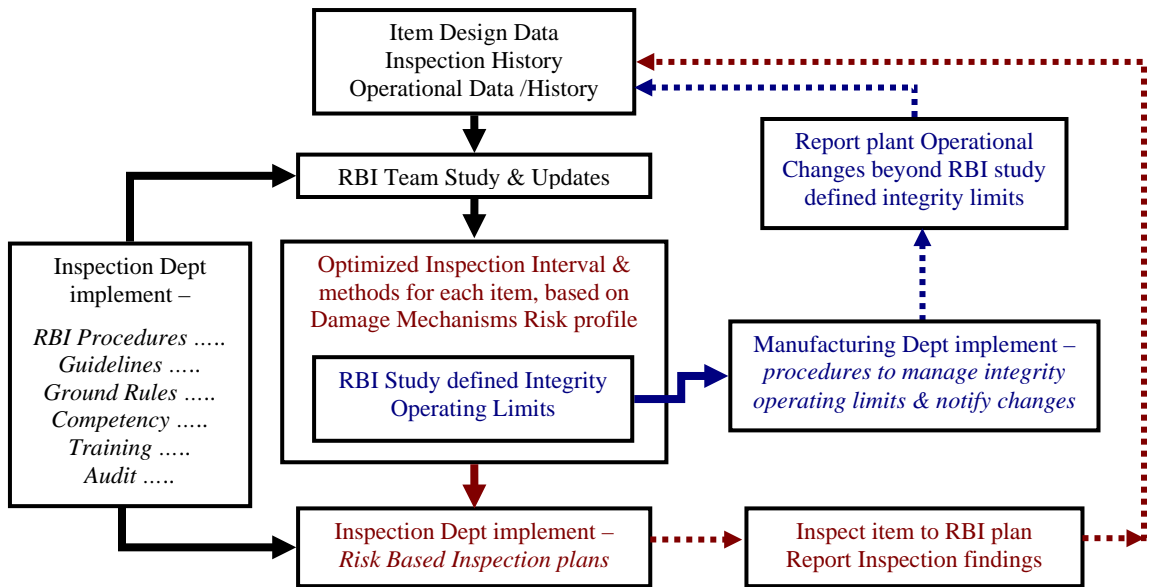 Item Design Data
Inspection History
Operational Data /History
Report plant Operational
Changes beyond RBI study
defined integrity limits
RBI Team Study & Updates
Inspection Dept
implement –
RBI Procedures …..
Guidelines …..
Ground Rules …..
Competency …..
Training …..
Audit …..
Optimized Inspection Interval &
methods for each item, based on
Damage Mechanisms Risk profile
RBI Study defined Integrity
Operating Limits
Manufacturing Dept implement –
procedures to manage integrity
operating limits & notify changes
Inspection Dept implement –
Risk Based Inspection plans
Inspect item to RBI plan
Report Inspection findings